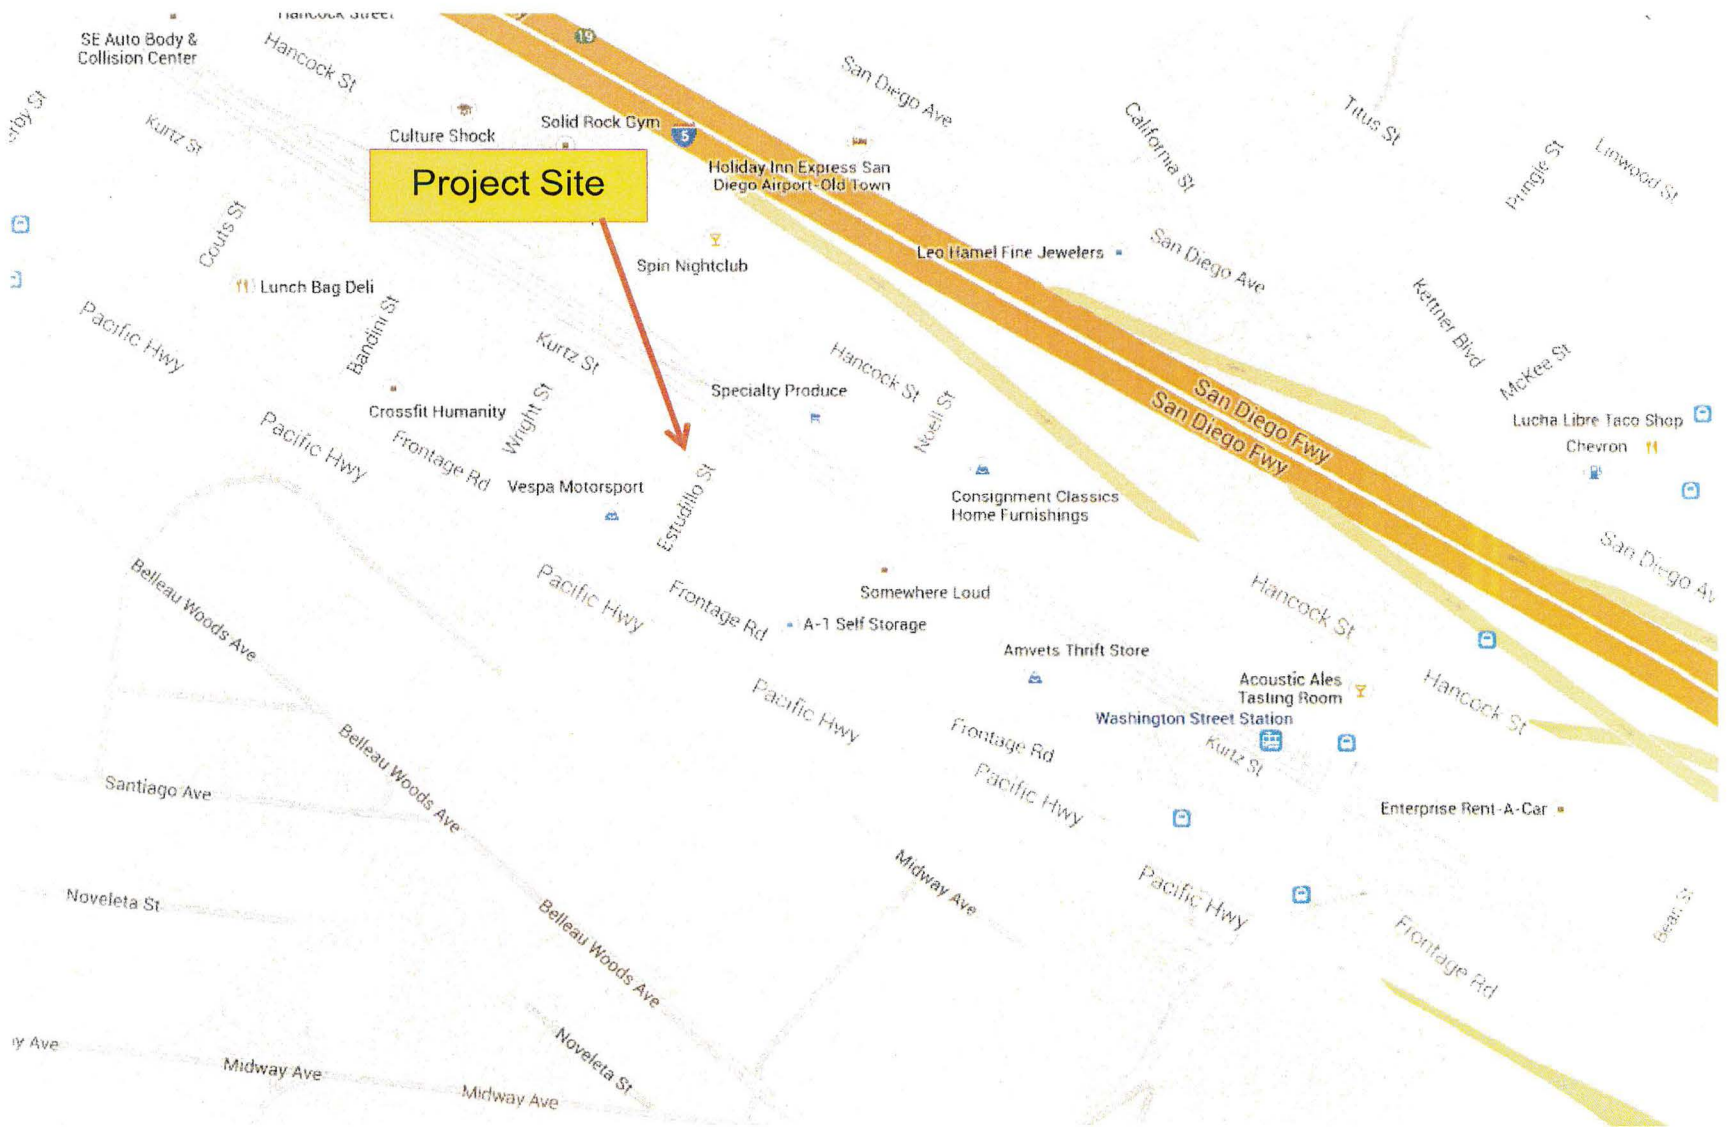 Hancock Street
SE Auto Body &
Collision Center
Hancock St
19
San Diego Ave
Kurtz St
Culture Shock
Solid Rock Gym
5
California St
Titus St
Pringle St
Linwood St
Project Site
Holiday Inn Express San
Diego Airport-Old Town
Couts St
Spin Nightclub
Leo Hamel Fine Jewelers
San Diego Ave
Lunch Bag Deli
Bandini St
Pacific Hwy
Kurtz St
Hancock St
Kettner Blvd
McKee St
Specialty Produce
San Diego Fwy
San Diego Fwy
Crossfit Humanity
Wright St
Noell St
Lucha Libre Taco Shop
Chevron
Pacific Hwy
Frontage Rd
Vespa Motorsport
Estudillo St
Consignment Classics
Home Furnishings
San Diego Av
Belleau Woods Ave
Pacific Hwy
Frontage Rd
Somewhere Loud
A-1 Self Storage
Hancock St
Amvets Thrift Store
Acoustic Ales
Tasting Room
Hancock St
Pacific Hwy
Washington Street Station
Frontage Rd
Kurtz St
Belleau Woods Ave
Santiago Ave
Pacific Hwy
Enterprise Rent-A-Car
Midway Ave
Pacific Hwy
Noveleta St
Bean St
Belleau Woods Ave
Frontage Rd
Noveleta St
y Ave
Midway Ave
Midway Ave